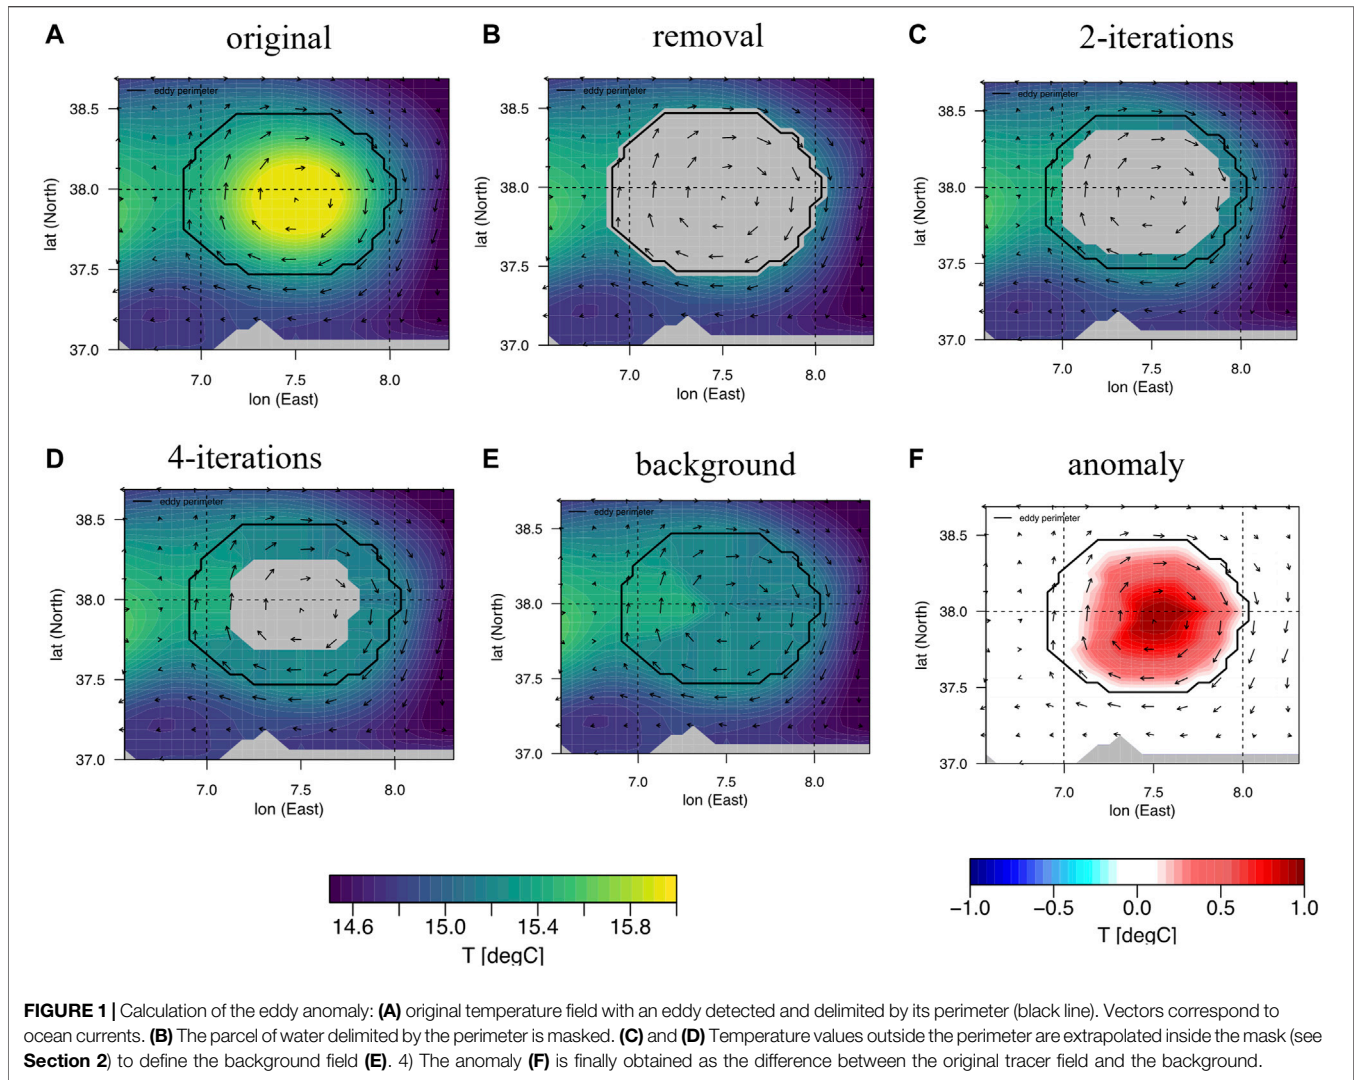 A
original
eddy perimeter
38.5
38.0
37.5
37.0
lat (North)
7.0 7.5 8.0
lon (East)
B
removal
38.5
38.0
37.5
37.0
lat (North)
7.0 7.5 8.0
lon (East)
C
2-iterations
eddy perimeter
38.5
38.0
37.5
37.0
lat (North)
7.0 7.5 8.0
lon (East)
D
4-iterations
eddy perimeter
38.5
38.0
37.5
37.0
lat (North)
7.0 7.5 8.0
lon (East)
E
background
eddy perimeter
38.5
38.0
37.5
37.0
lat (North)
7.0 7.5 8.0
lon (East)
F
anomaly
eddy perimeter
38.5
38.0
37.5
37.0
lat (North)
7.0 7.5 8.0
lon (East)
14.6 15.0 15.4 15.8
T [degC]
−1.0 −0.5 0.0 0.5 1.0
T [degC]
FIGURE 1 | Calculation of the eddy anomaly: (A) original temperature field with an eddy detected and delimited by its perimeter (black line). Vectors correspond to
ocean currents. (B) The parcel of water delimited by the perimeter is masked. (C) and (D) Temperature values outside the perimeter are extrapolated inside the mask (see
Section 2) to define the background field (E). 4) The anomaly (F) is finally obtained as the difference between the original tracer field and the background.